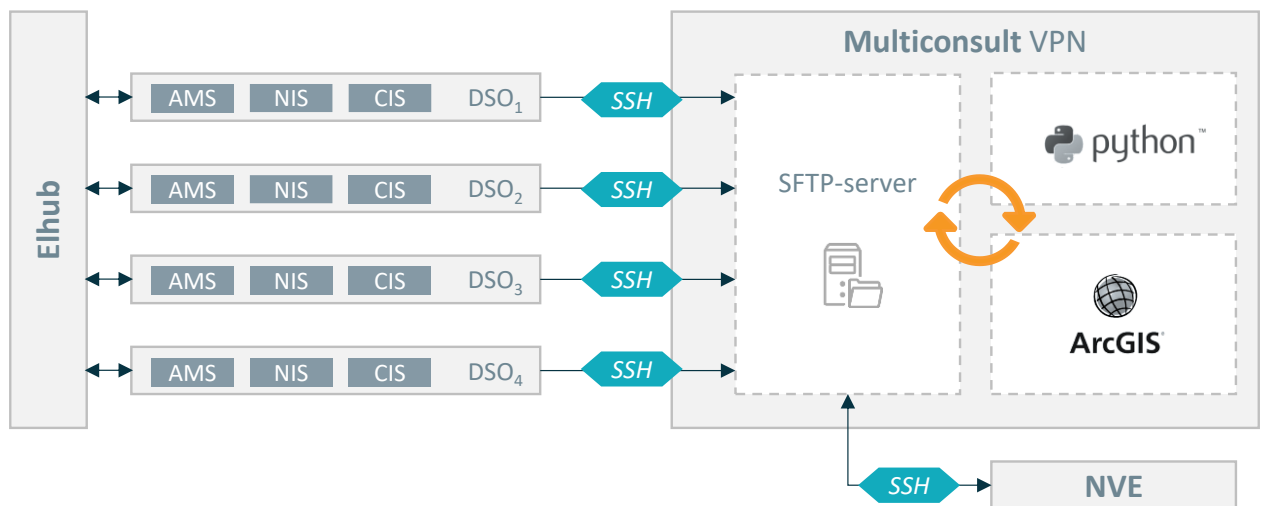 Multiconsult VPN
Elhub
AMS NIS CIS DSO1 SSH
AMS NIS CIS DSO2 SSH
AMS NIS CIS DSO3 SSH
AMS NIS CIS DSO4 SSH
SFTP-server
python™
ArcGIS®
SSH
NVE